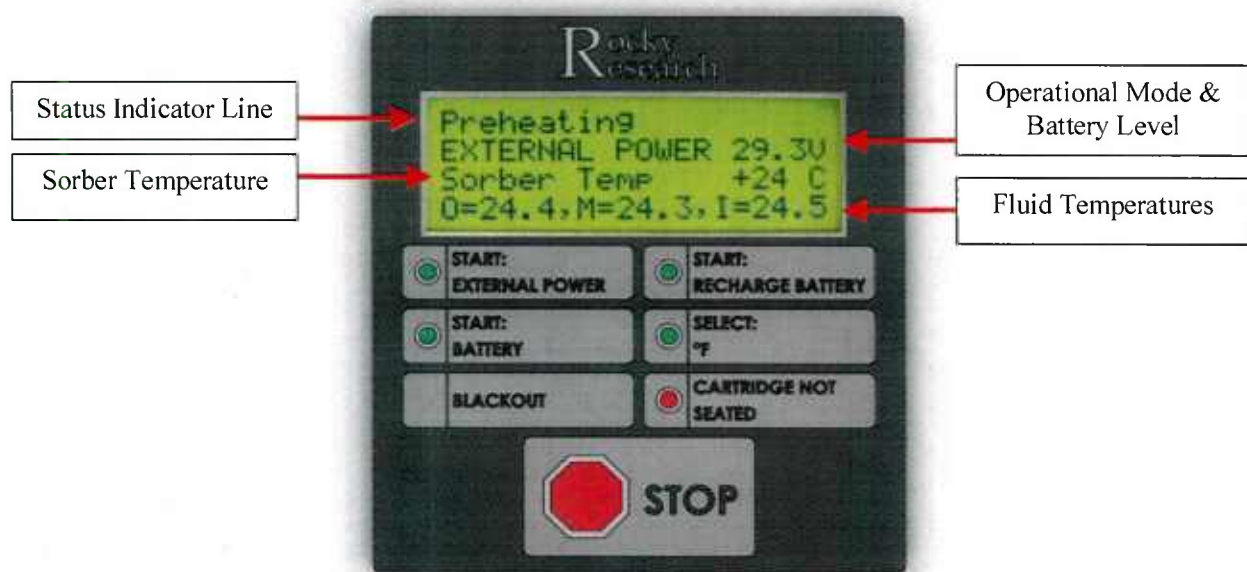 Rocky
Research
Status Indicator Line
Operational Mode &
Battery Level
Sorber Temperature
Fluid Temperatures
Preheating
EXTERNAL POWER 29.3V
Sorber Temp +24 C
O=24.4,M=24.3,I=24.5
START:
EXTERNAL POWER
START:
RECHARGE BATTERY
START:
BATTERY
SELECT:
°F
BLACKOUT
CARTRIDGE NOT
SEATED
STOP